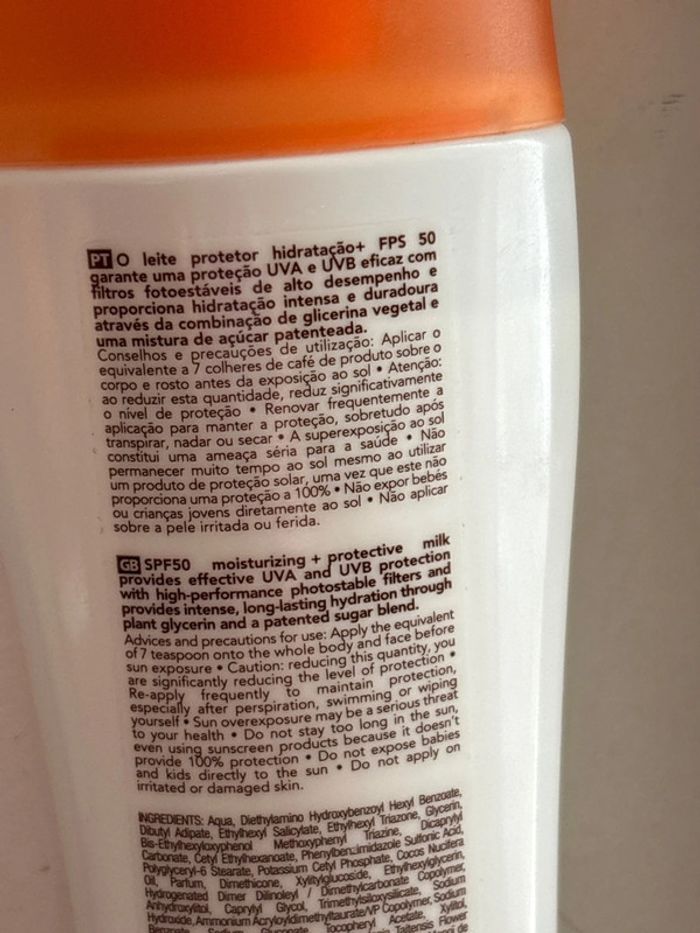 PT O leite protetor hidratação+ FPS 50
garante uma proteção UVA e UVB eficaz com
filtros fotoestáveis de alto desempenho e
proporciona hidratação intensa e duradoura
através da combinação de glicerina vegetal e
uma mistura de açúcar patenteada.
Conselhos e precauções de utilização: Aplicar o
equivalente a 7 colheres de café de produto sobre o
corpo e rosto antes da exposição ao sol • Atenção:
ao reduzir esta quantidade, reduz significativamente
o nível de proteção • Renovar frequentemente a
aplicação para manter a proteção, sobretudo após
transpirar, nadar ou secar • A superexposição ao sol
constitui uma ameaça séria para a saúde • Não
permanecer muito tempo ao sol mesmo ao utilizar
um produto de proteção solar, uma vez que este não
proporciona uma proteção a 100% • Não expor bebés
ou crianças jovens diretamente ao sol • Não aplicar
sobre a pele irritada ou ferida.
GB SPF50 moisturizing + protective milk
provides effective UVA and UVB protection
with high-performance photostable filters and
provides intense, long-lasting hydration through
plant glycerin and a patented sugar blend.
Advices and precautions for use: Apply the equivalent
of 7 teaspoon onto the whole body and face before
sun exposure • Caution: reducing this quantity, you
are significantly reducing the level of protection •
Re-apply frequently to maintain protection,
especially after perspiration, swimming or wiping
yourself • Sun overexposure may be a serious threat
to your health • Do not stay too long in the sun,
even using sunscreen products because it doesn't
provide 100% protection • Do not expose babies
and kids directly to the sun • Do not apply on
irritated or damaged skin.
INGREDIENTS: Aqua, Diethylamino Hydroxybenzoyl Hexyl Benzoate,
Dibutyl Adipate, Ethylhexyl Salicylate, Ethylhexyl Triazone, Glycerin,
Bis-Ethylhexyloxyphenol Methoxyphenyl Triazine, Dicaprylyl
Carbonate, Cetyl Ethylhexanoate, Phenylbenzimidazole Sulfonic Acid,
Polyglyceryl-6 Stearate, Potassium Cetyl Phosphate, Cocos Nucifera
Oil, Parfum, Dimethicone, Xylitylglucoside, Ethylhexylglycerin,
Hydrogenated Dimer Dilinoleyl / Dimethylcarbonate Copolymer,
Anhydroxylitol, Caprylyl Glycol, Trimethylsiloxysilicate, Sodium
Hydroxide, Ammonium Acryloyldimethyltaurate/VP Copolymer, Sodium
Tocopheryl Acetate, Xylitol,
Taitensis Flower